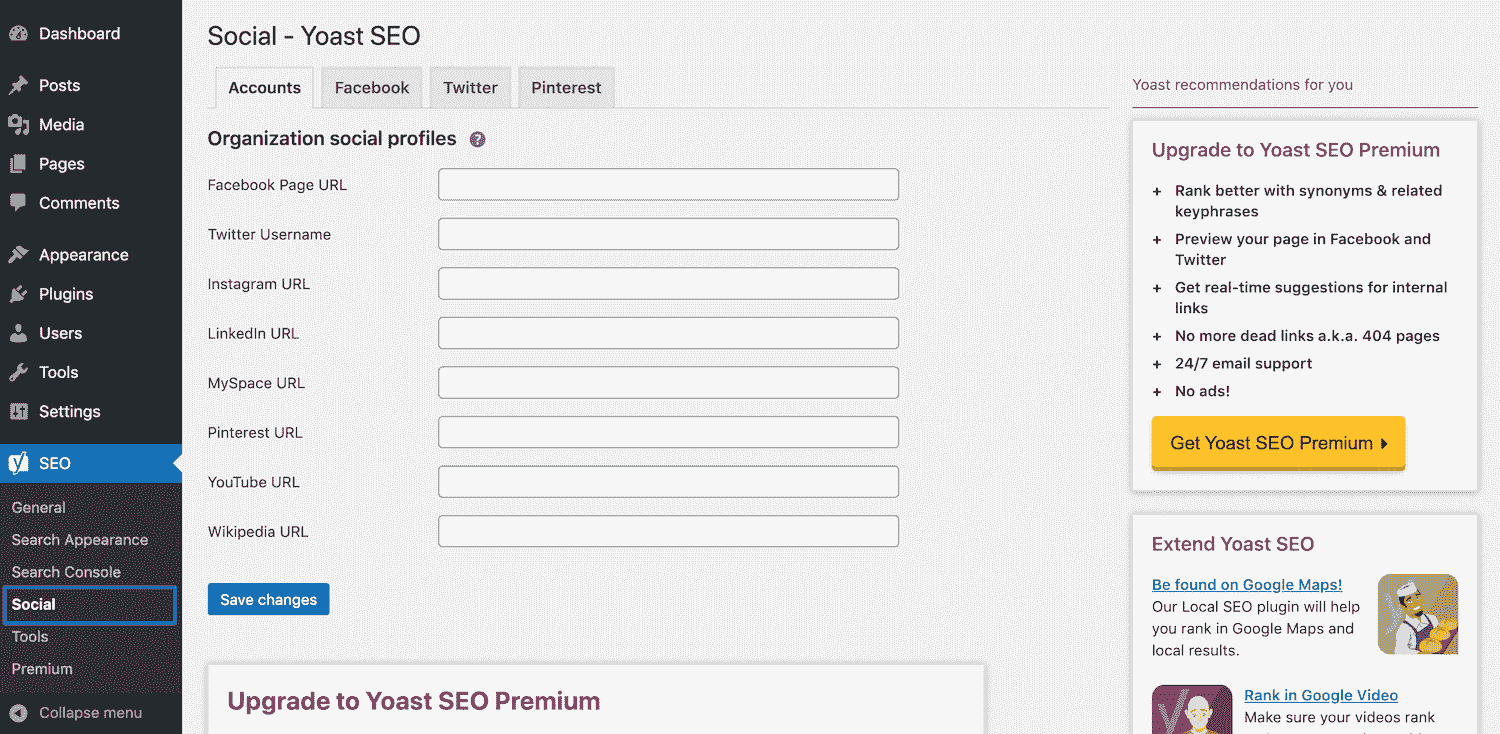 Dashboard
Posts
Media
Pages
Comments
Appearance
Plugins
Users
Tools
Settings
SEO
General
Search Appearance
Search Console
Social
Tools
Premium
Collapse menu
Social - Yoast SEO
Accounts
Facebook
Twitter
Pinterest
Organization social profiles ?
Facebook Page URL
Twitter Username
Instagram URL
LinkedIn URL
MySpace URL
Pinterest URL
YouTube URL
Wikipedia URL
Save changes
Upgrade to Yoast SEO Premium
Yoast recommendations for you
Upgrade to Yoast SEO Premium
+ Rank better with synonyms & related
keyphrases
+ Preview your page in Facebook and
Twitter
+ Get real-time suggestions for internal
links
+ No more dead links a.k.a. 404 pages
+ 24/7 email support
+ No ads!
Get Yoast SEO Premium
Extend Yoast SEO
Be found on Google Maps!
Our Local SEO plugin will help
you rank in Google Maps and
local results.
Rank in Google Video
Make sure your videos rank